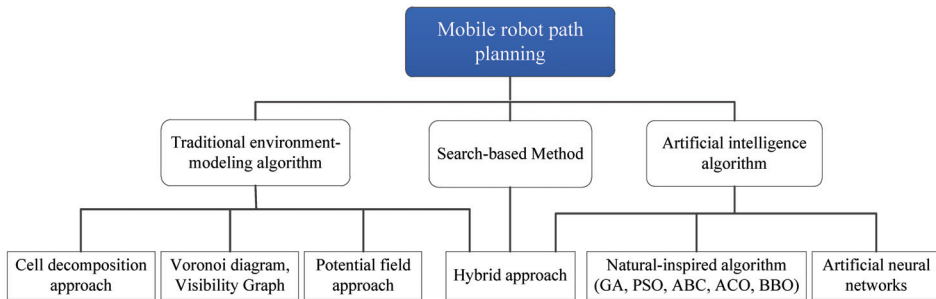 Mobile robot path
planning
Traditional environment-
modeling algorithm
Search-based Method
Artificial intelligence
algorithm
Cell decomposition
approach
Voronoi diagram,
Visibility Graph
Potential field
approach
Hybrid approach
Natural-inspired algorithm
(GA, PSO, ABC, ACO, BBO)
Artificial neural
networks